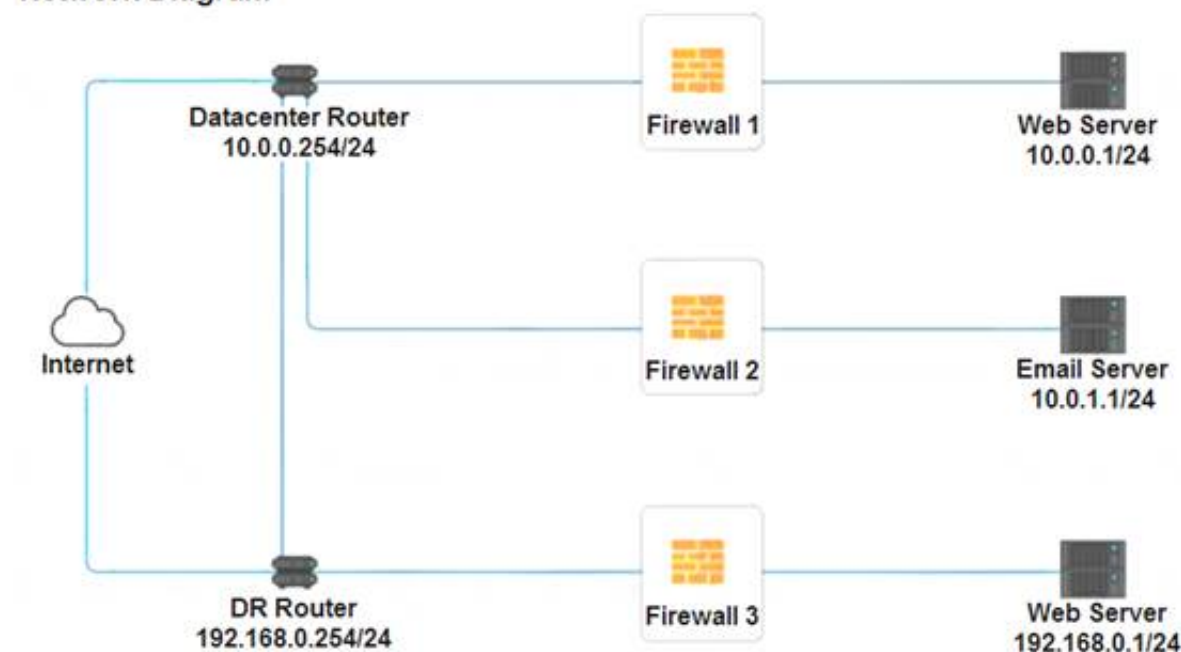 Datacenter Router
10.0.0.254/24
Firewall 1
Web Server
10.0.0.1/24
Internet
Firewall 2
Email Server
10.0.1.1/24
DR Router
192.168.0.254/24
Firewall 3
Web Server
192.168.0.1/24